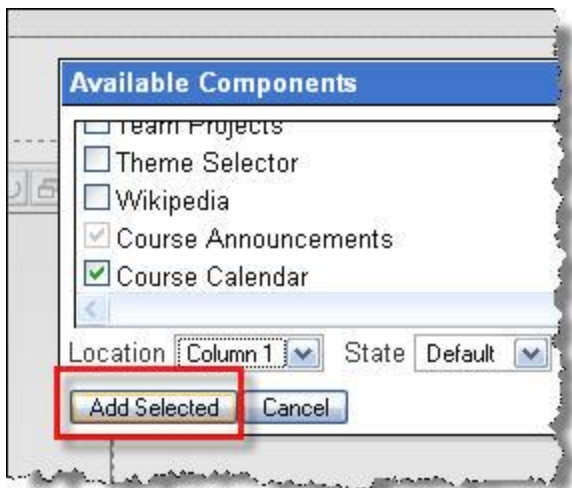 Available Components
Team Projects
Theme Selector
Wikipedia
Course Announcements
Course Calendar
Location Column 1 State Default
Add Selected Cancel